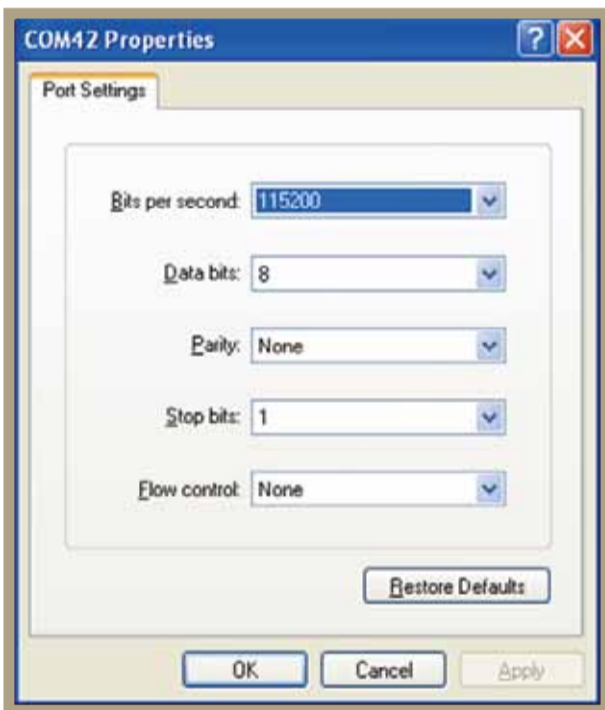 COM42 Properties
Port Settings
Bits per second: 115200
Data bits: 8
Parity: None
Stop bits: 1
Flow control: None
Restore Defaults
OK Cancel Apply